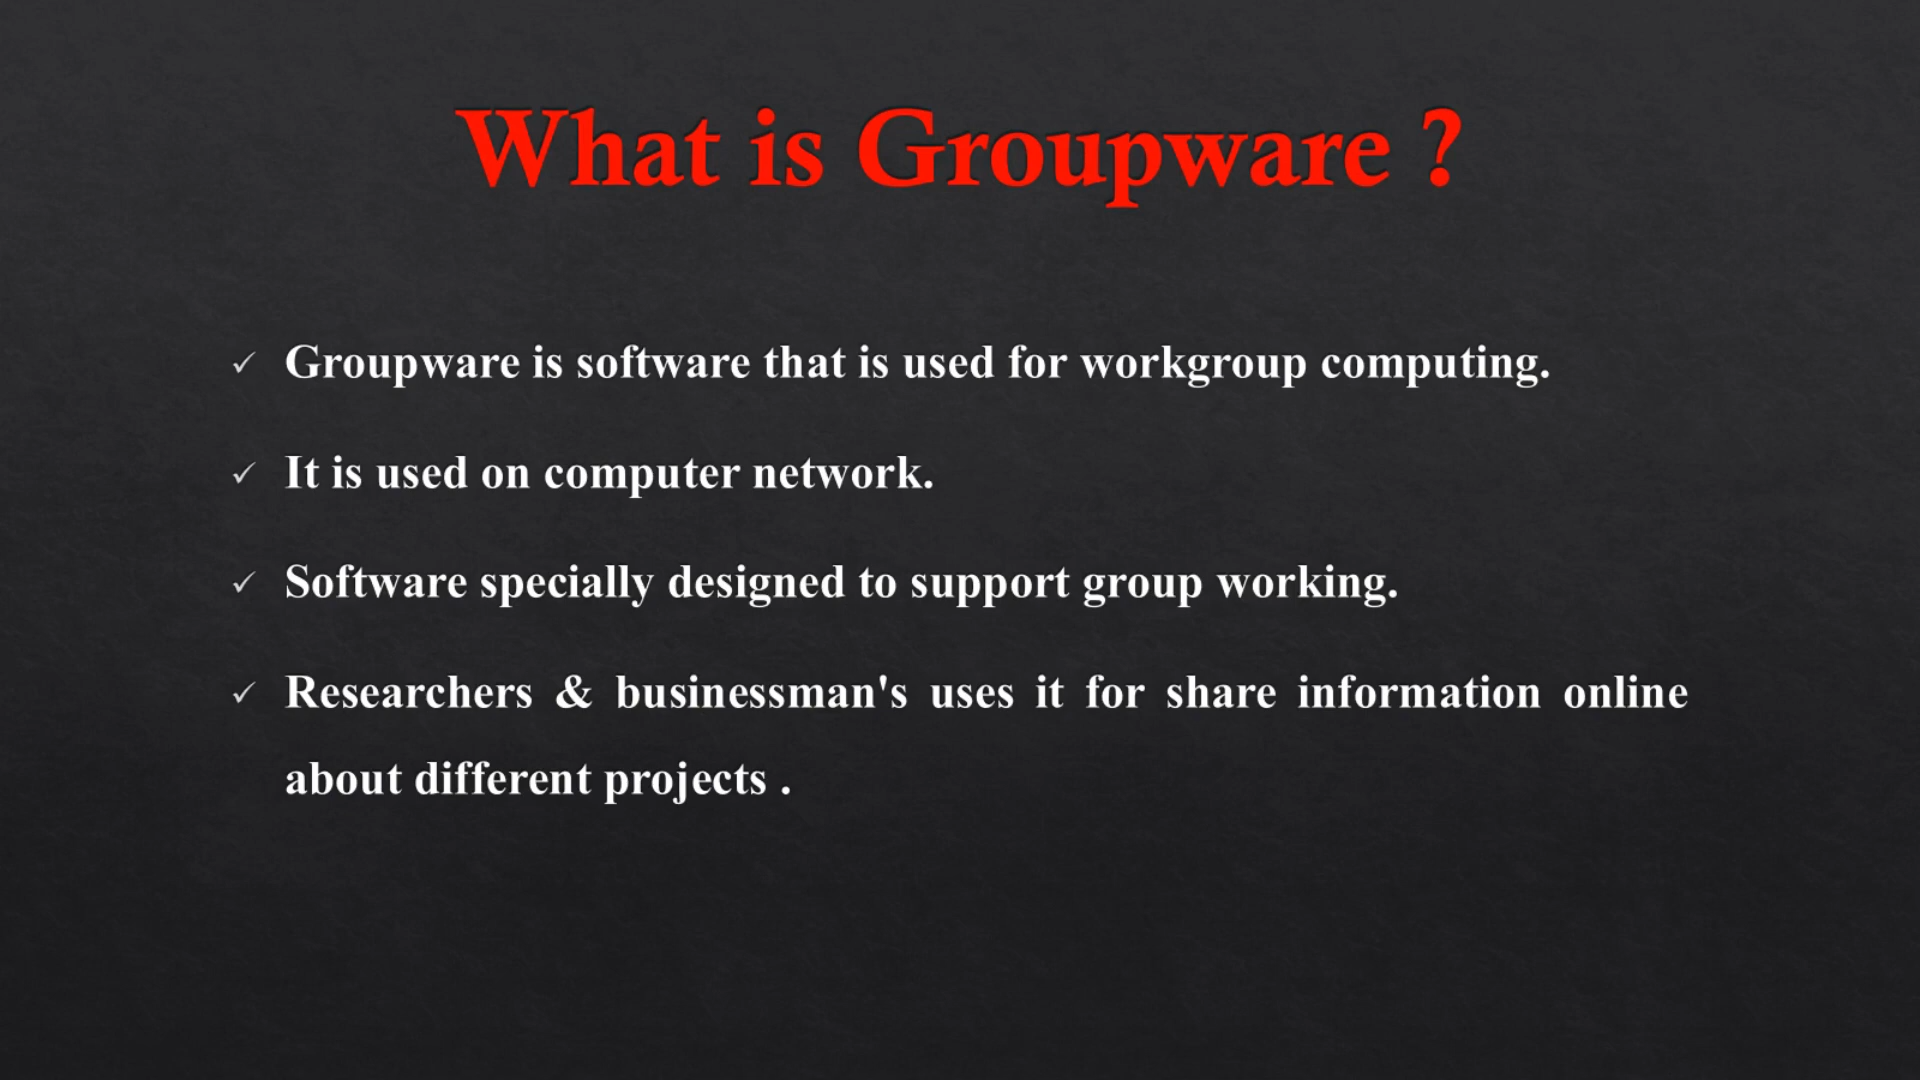 What is Groupware ?
✓ Groupware is software that is used for workgroup computing.
✓ It is used on computer network.
✓ Software specially designed to support group working.
✓ Researchers & businessman's uses it for share information online
about different projects .